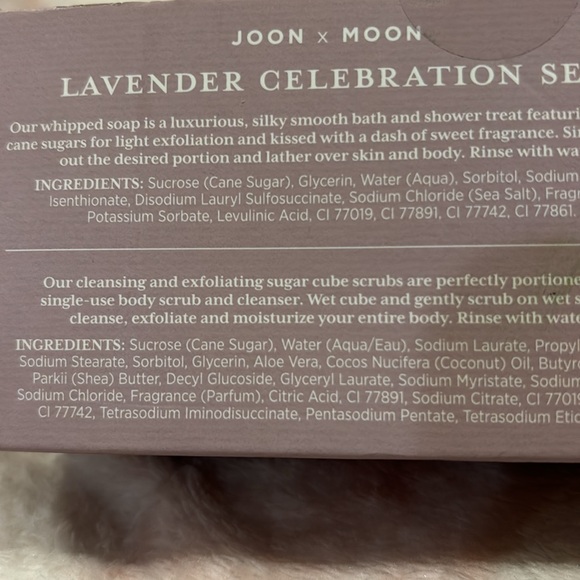 JOON x MOON
LAVENDER CELEBRATION SE
Our whipped soap is a luxurious, silky smooth bath and shower treat featuri
cane sugars for light exfoliation and kissed with a dash of sweet fragrance. Si
out the desired portion and lather over skin and body. Rinse with wa
INGREDIENTS: Sucrose (Cane Sugar), Glycerin, Water (Aqua), Sorbitol, Sodium
Isenthionate, Disodium Lauryl Sulfosuccinate, Sodium Chloride (Sea Salt), Fragr
Potassium Sorbate, Levulinic Acid, CI 77019, CI 77891, CI 77742, CI 77861.
Our cleansing and exfoliating sugar cube scrubs are perfectly portione
single-use body scrub and cleanser. Wet cube and gently scrub on wet s
cleanse, exfoliate and moisturize your entire body. Rinse with wate
INGREDIENTS: Sucrose (Cane Sugar), Water (Aqua/Eau), Sodium Laurate, Propyl
Sodium Stearate, Sorbitol, Glycerin, Aloe Vera, Cocos Nucifera (Coconut) Oil, Butyro
Parkii (Shea) Butter, Decyl Glucoside, Glyceryl Laurate, Sodium Myristate, Sodium
Sodium Chloride, Fragrance (Parfum), Citric Acid, CI 77891, Sodium Citrate, CI 77019
CI 77742, Tetrasodium Iminodisuccinate, Pentasodium Pentate, Tetrasodium Etid